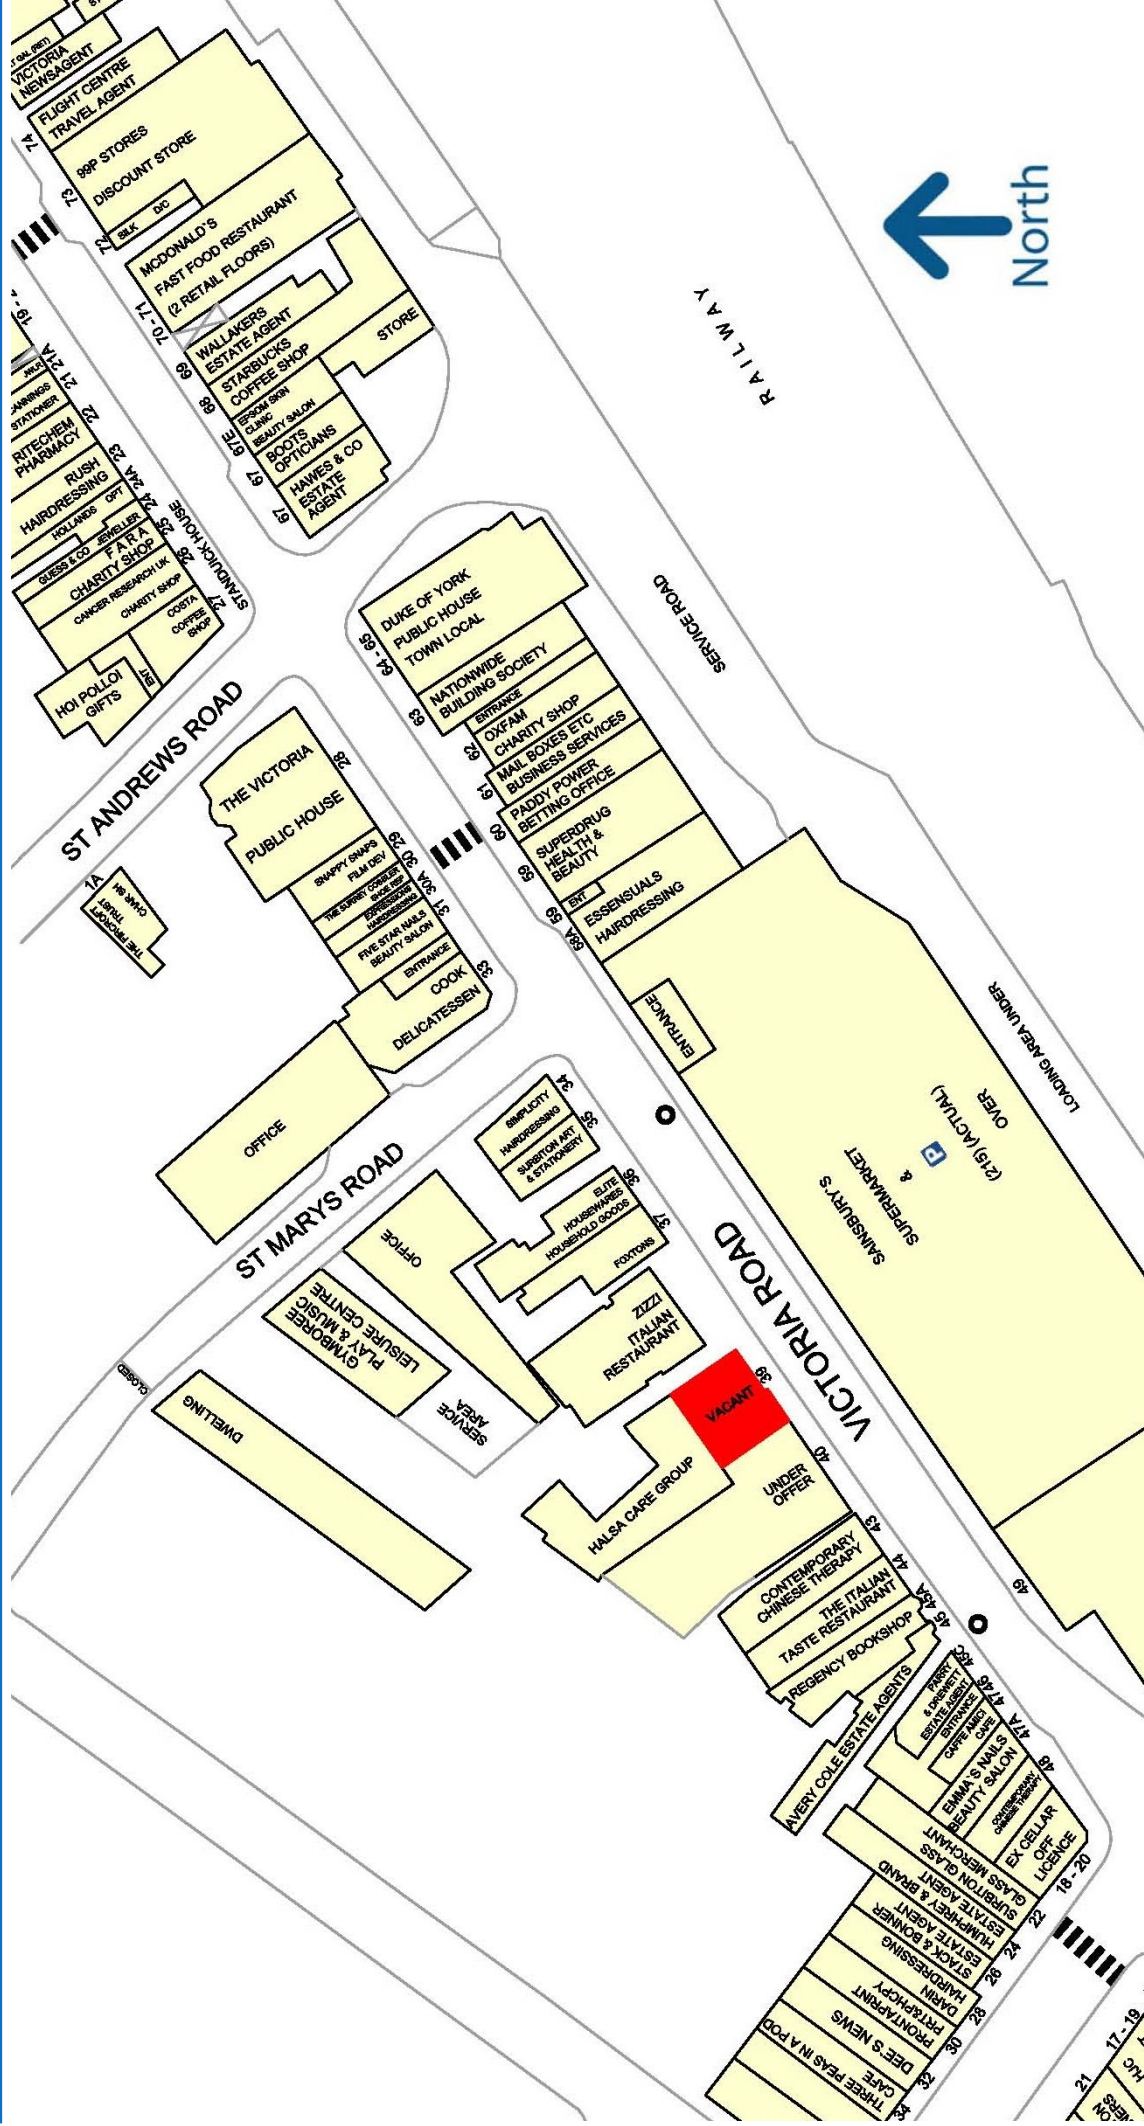 VICTORIA
NEWSAGENT
FLIGHT CENTRE
TRAVEL AGENT
74
99P STORES
DISCOUNT STORE
73
SILK D/C
72
MCDONALD'S
FAST FOOD RESTAURANT
(2 RETAIL FLOORS)
70 - 71
WALLAKERS
ESTATE AGENT
69
STARBUCKS
COFFEE SHOP
68
EPSOM SKIN
CLINIC
BEAUTY SALON
67E
BOOTS
OPTICIANS
67
HAWES & CO
ESTATE
AGENT
67
STORE
North
RAILWAY
SERVICE ROAD
21 21A
STATIONER
RITECHEM
PHARMACY
22
RUSH
HAIRDRESSING
23
HOLLANDS OPT
24 24A
GUESS & CO JEWELLER
25
FARA
CHARITY SHOP
26
CANCER RESEARCH UK
CHARITY SHOP
27
COSTA
COFFEE
SHOP
STANDUICK HOUSE
ENT
HOI POLLOI
GIFTS
ST ANDREWS ROAD
DUKE OF YORK
PUBLIC HOUSE
TOWN LOCAL
64 - 65
NATIONWIDE
BUILDING SOCIETY
63
ENTRANCE
OXFAM
CHARITY SHOP
62
MAIL BOXES ETC
BUSINESS SERVICES
61
PADDY POWER
BETTING OFFICE
60
SUPERDRUG
HEALTH &
BEAUTY
59
ENT
59
ESSENSUALS
HAIRDRESSING
58A
THE VICTORIA
PUBLIC HOUSE
28
SNAPPY SNAPS
FILM DEV
29
THE SURREY COBBLER
SHOE REP
30
EXPRESSIONS
HAIRDRESSING
30A
FIVE STAR NAILS
BEAUTY SALON
31
ENTRANCE
COOK
DELICATESSEN
33
1A
THE FIRCROFT
TRUST
CHAR SH
OFFICE
ST MARYS ROAD
ENTRANCE
SAINSBURY'S
SUPERMARKET
&
P
(215) (ACTUAL)
OVER
LOADING AREA UNDER
SIMPLICITY
HAIRDRESSING
34
SURBITON ART
& STATIONERY
35
ELITE
HOUSEWARES
HOUSEHOLD GOODS
36
FOXTONS
37
OFFICE
GYMBOREE
PLAY & MUSIC
LEISURE CENTRE
SERVICE
AREA
CLOSED
DWELLING
ZIZZI
ITALIAN
RESTAURANT
VICTORIA ROAD
VACANT
39
HALSA CARE GROUP
UNDER
OFFER
40
CONTEMPORARY
CHINESE THERAPY
43
THE ITALIAN
TASTE RESTAURANT
44
REGENCY BOOKSHOP
45 45A
AVERY COLE ESTATE AGENTS
49
PARRY
& DREWETT
ESTATE AGENT
ENTRANCE
CAFFE AMICI
CAFE
4746
47A
EMMA'S NAILS
BEAUTY SALON
48
CONTEMPORARY
CHINESE THERAPY
EX CELLAR
OFF
LICENCE
18 - 20
SURBITON GLASS
GLASS MERCHANT
22
HUMPHREY & BRAND
ESTATE AGENT
24
STACK & BONNER
ESTATE AGENT
26
DARIN
HAIRDRESSING
28
PRONTAPRINT
PRT&PHCPY
30
DEE'S NEWS
32
THREE PEAS IN A POD
CAFE
34
17 - 19
21